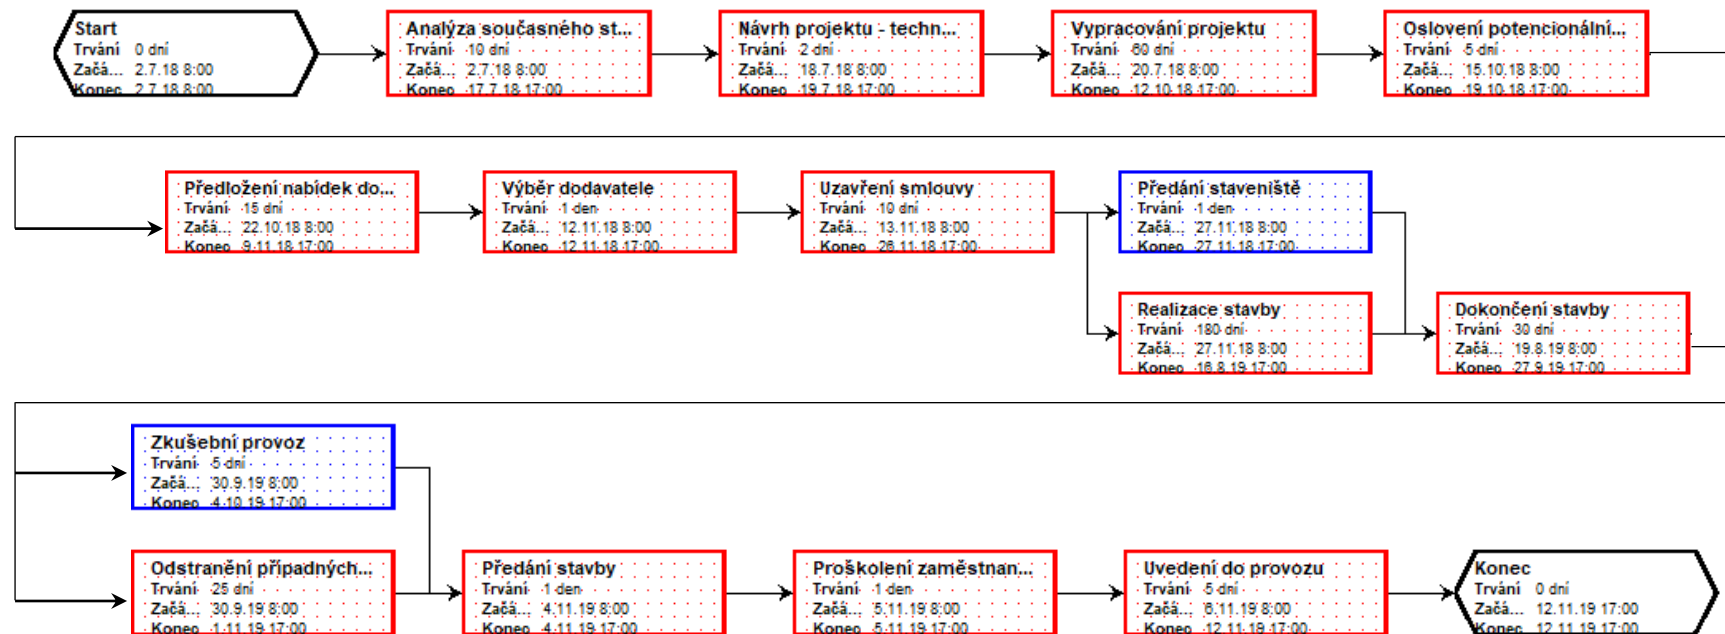 Start
Trvání 0 dní
Začá... 2.7.18 8:00
Konec 2.7.18 8:00
Analýza současného st...
Trvání 10 dní
Začá... 2.7.18 8:00
Konec 17.7.18 17:00
Návrh projektu - techn...
Trvání 2 dní
Začá... 18.7.18 8:00
Konec 19.7.18 17:00
Vypracování projektu
Trvání 60 dní
Začá... 20.7.18 8:00
Konec 12.10.18 17:00
Oslovení potencionální...
Trvání 5 dní
Začá... 15.10.18 8:00
Konec 19.10.18 17:00
Předložení nabídek do...
Trvání 15 dní
Začá... 22.10.18 8:00
Konec 9.11.18 17:00
Výběr dodavatele
Trvání 1 den
Začá... 12.11.18 8:00
Konec 12.11.18 17:00
Uzavření smlouvy
Trvání 10 dní
Začá... 13.11.18 8:00
Konec 26.11.18 17:00
Předání staveniště
Trvání 1 den
Začá... 27.11.18 8:00
Konec 27.11.18 17:00
Realizace stavby
Trvání 180 dní
Začá... 27.11.18 8:00
Konec 16.8.19 17:00
Dokončení stavby
Trvání 30 dní
Začá... 19.8.19 8:00
Konec 27.9.19 17:00
Zkušební provoz
Trvání 5 dní
Začá... 30.9.19 8:00
Konec 4.10.19 17:00
Odstranění případných...
Trvání 25 dní
Začá... 30.9.19 8:00
Konec 1.11.19 17:00
Předání stavby
Trvání 1 den
Začá... 4.11.19 8:00
Konec 4.11.19 17:00
Proškolení zaměstnan...
Trvání 1 den
Začá... 5.11.19 8:00
Konec 5.11.19 17:00
Uvedení do provozu
Trvání 5 dní
Začá... 6.11.19 8:00
Konec 12.11.19 17:00
Konec
Trvání 0 dní
Začá... 12.11.19 17:00
Konec 12.11.19 17:00